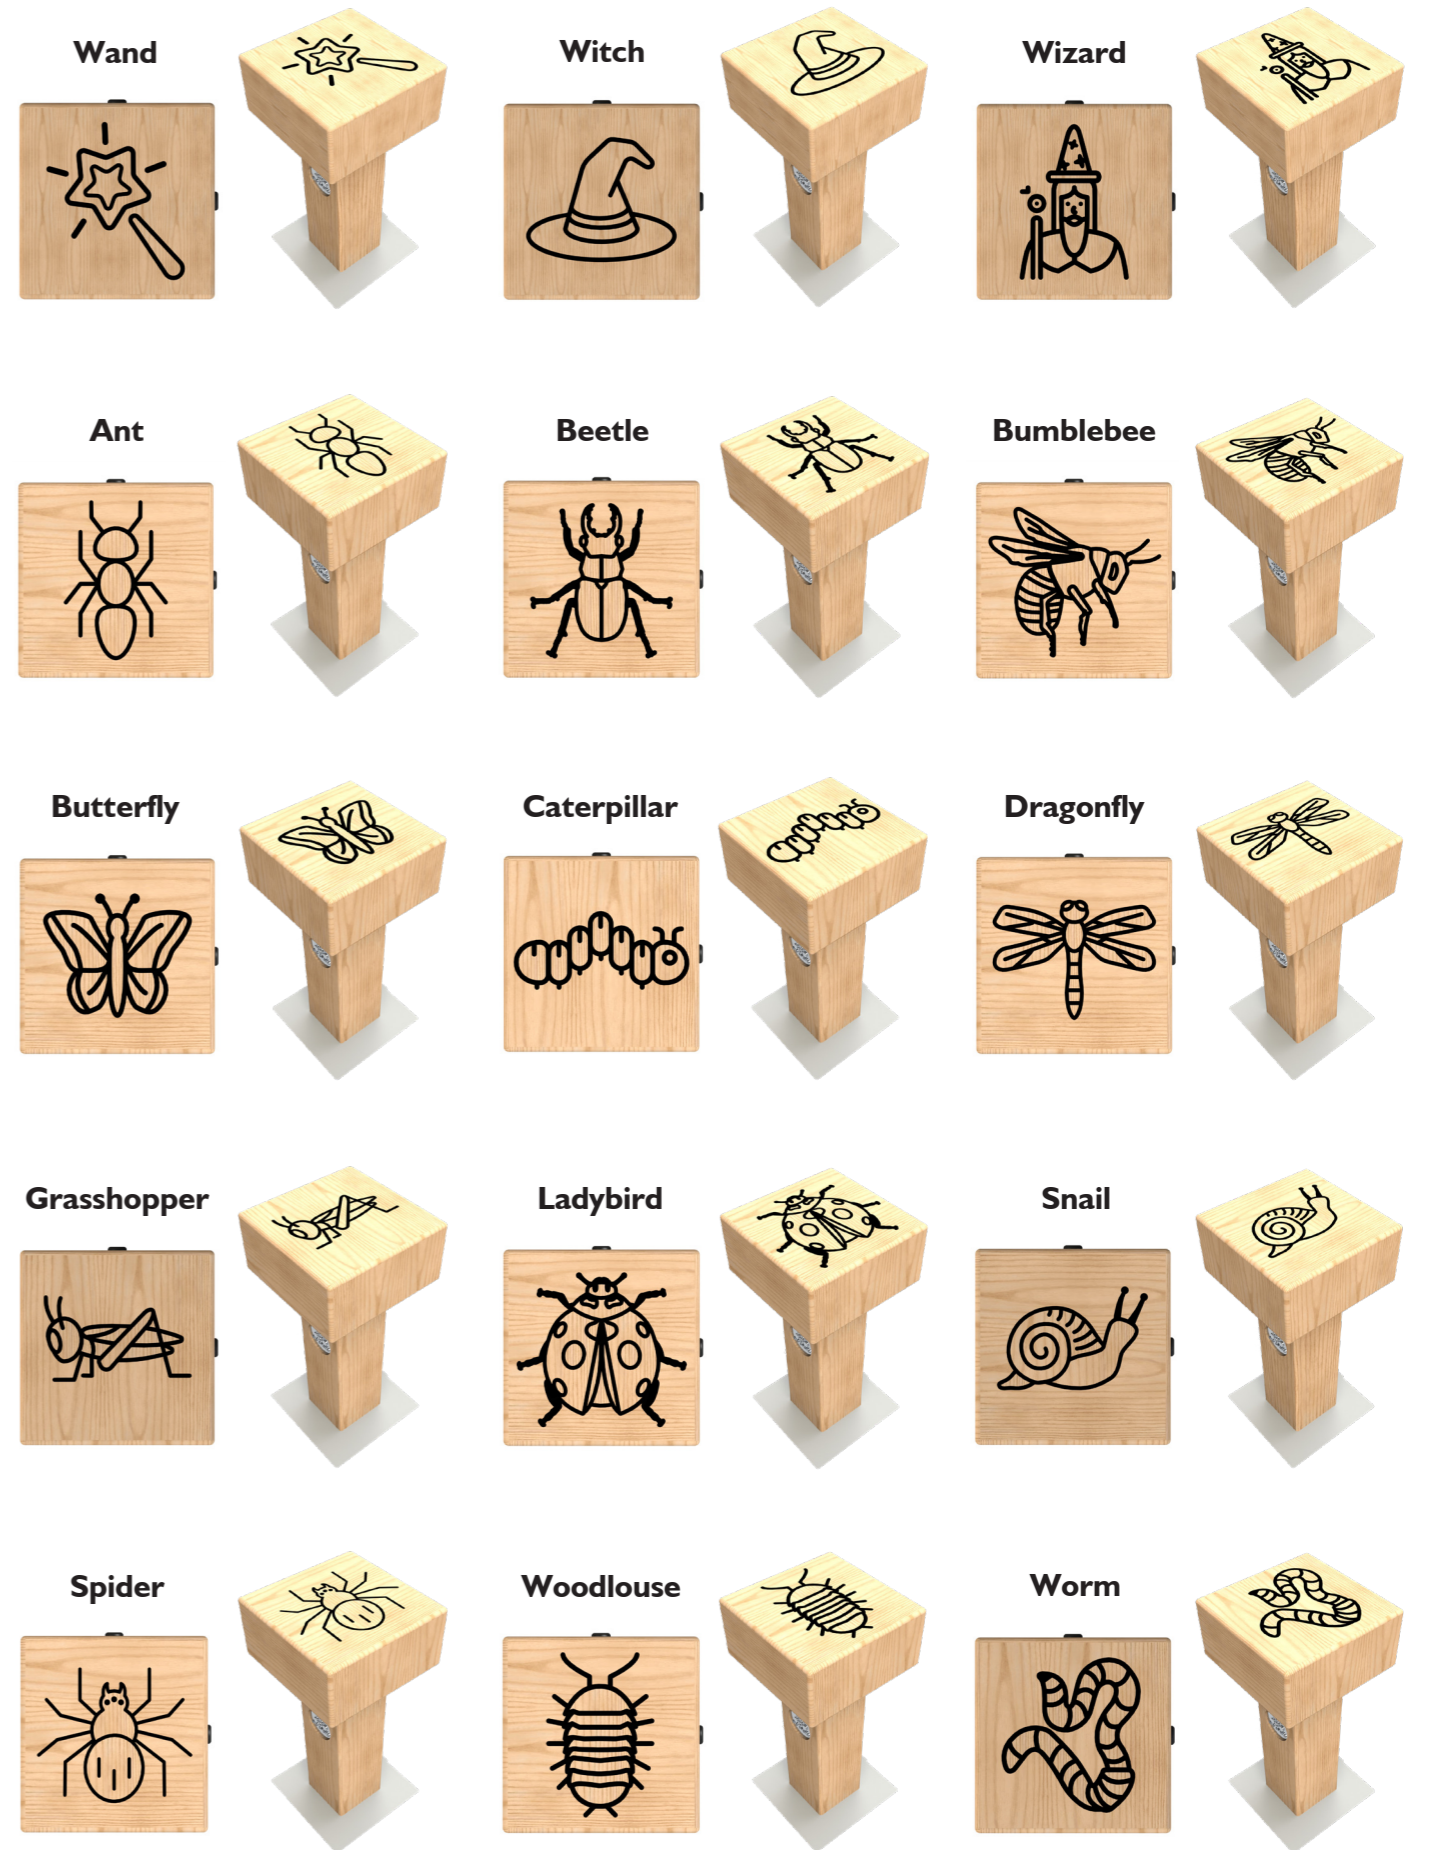 Wand
Witch
Wizard
Ant
Beetle
Bumblebee
Butterfly
Caterpillar
Dragonfly
Grasshopper
Ladybird
Snail
Spider
Woodlouse
Worm